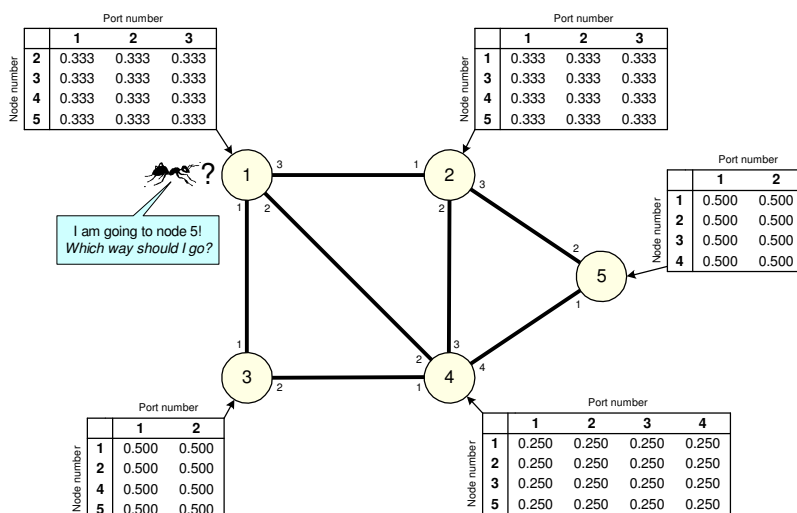 Port number
1 2 3
Node number
2 0.333 0.333 0.333
3 0.333 0.333 0.333
4 0.333 0.333 0.333
5 0.333 0.333 0.333
Port number
1 2 3
Node number
1 0.333 0.333 0.333
3 0.333 0.333 0.333
4 0.333 0.333 0.333
5 0.333 0.333 0.333
?
1
3
1
2
1
2
2
3
I am going to node 5!
Which way should I go?
Port number
1 2
Node number
1 0.500 0.500
2 0.500 0.500
3 0.500 0.500
4 0.500 0.500
2
5
1
1
3
2
2
3
1
4
4
Port number
1 2
Node number
1 0.500 0.500
2 0.500 0.500
4 0.500 0.500
5 0.500 0.500
Port number
1 2 3 4
Node number
1 0.250 0.250 0.250 0.250
2 0.250 0.250 0.250 0.250
3 0.250 0.250 0.250 0.250
5 0.250 0.250 0.250 0.250